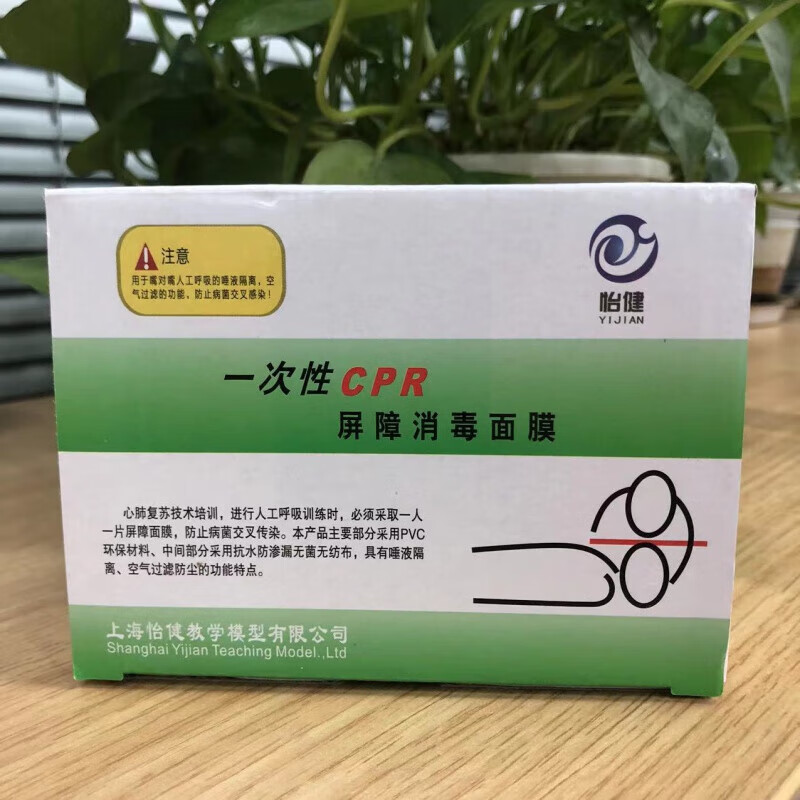 注意
用于嘴对嘴人工呼吸的唾液隔离，空
气过滤的功能、防止病菌交叉感染！
怡健
YIJIAN
一次性CPR
屏障消毒面膜
心肺复苏技术培训，进行人工呼吸训练时，必须采取一人
一片屏障面膜，防止病菌交叉传染。本产品主要部分采用PVC
环保材料、中间部分采用抗水防渗漏无菌无纺布，具有唾液隔
离、空气过滤防尘的功能特点。
上海怡健教学模型有限公司
Shanghai Yijian Teaching Model.,Ltd